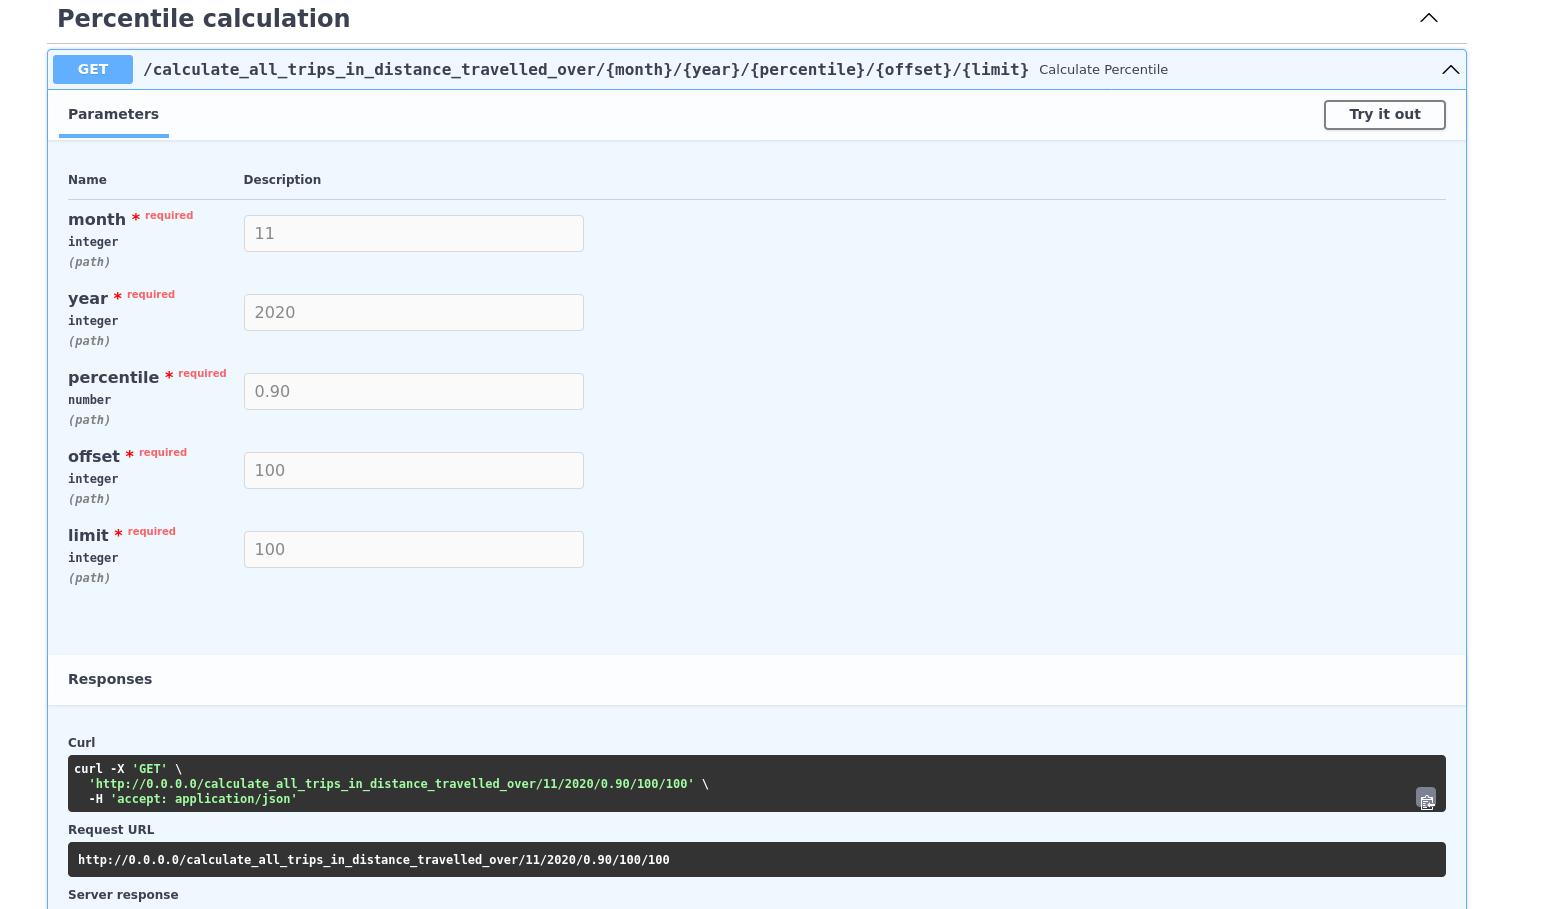 Percentile calculation
GET /calculate_all_trips_in_distance_travelled_over/{month}/{year}/{percentile}/{offset}/{limit} Calculate Percentile
Parameters
Try it out
Name Description
month * required
integer
(path)
11
year * required
integer
(path)
2020
percentile * required
number
(path)
0.90
offset * required
integer
(path)
100
limit * required
integer
(path)
100
Responses
Curl
curl -X 'GET' \
'http://0.0.0.0/calculate_all_trips_in_distance_travelled_over/11/2020/0.90/100/100' \
-H 'accept: application/json'
Request URL
http://0.0.0.0/calculate_all_trips_in_distance_travelled_over/11/2020/0.90/100/100
Server response